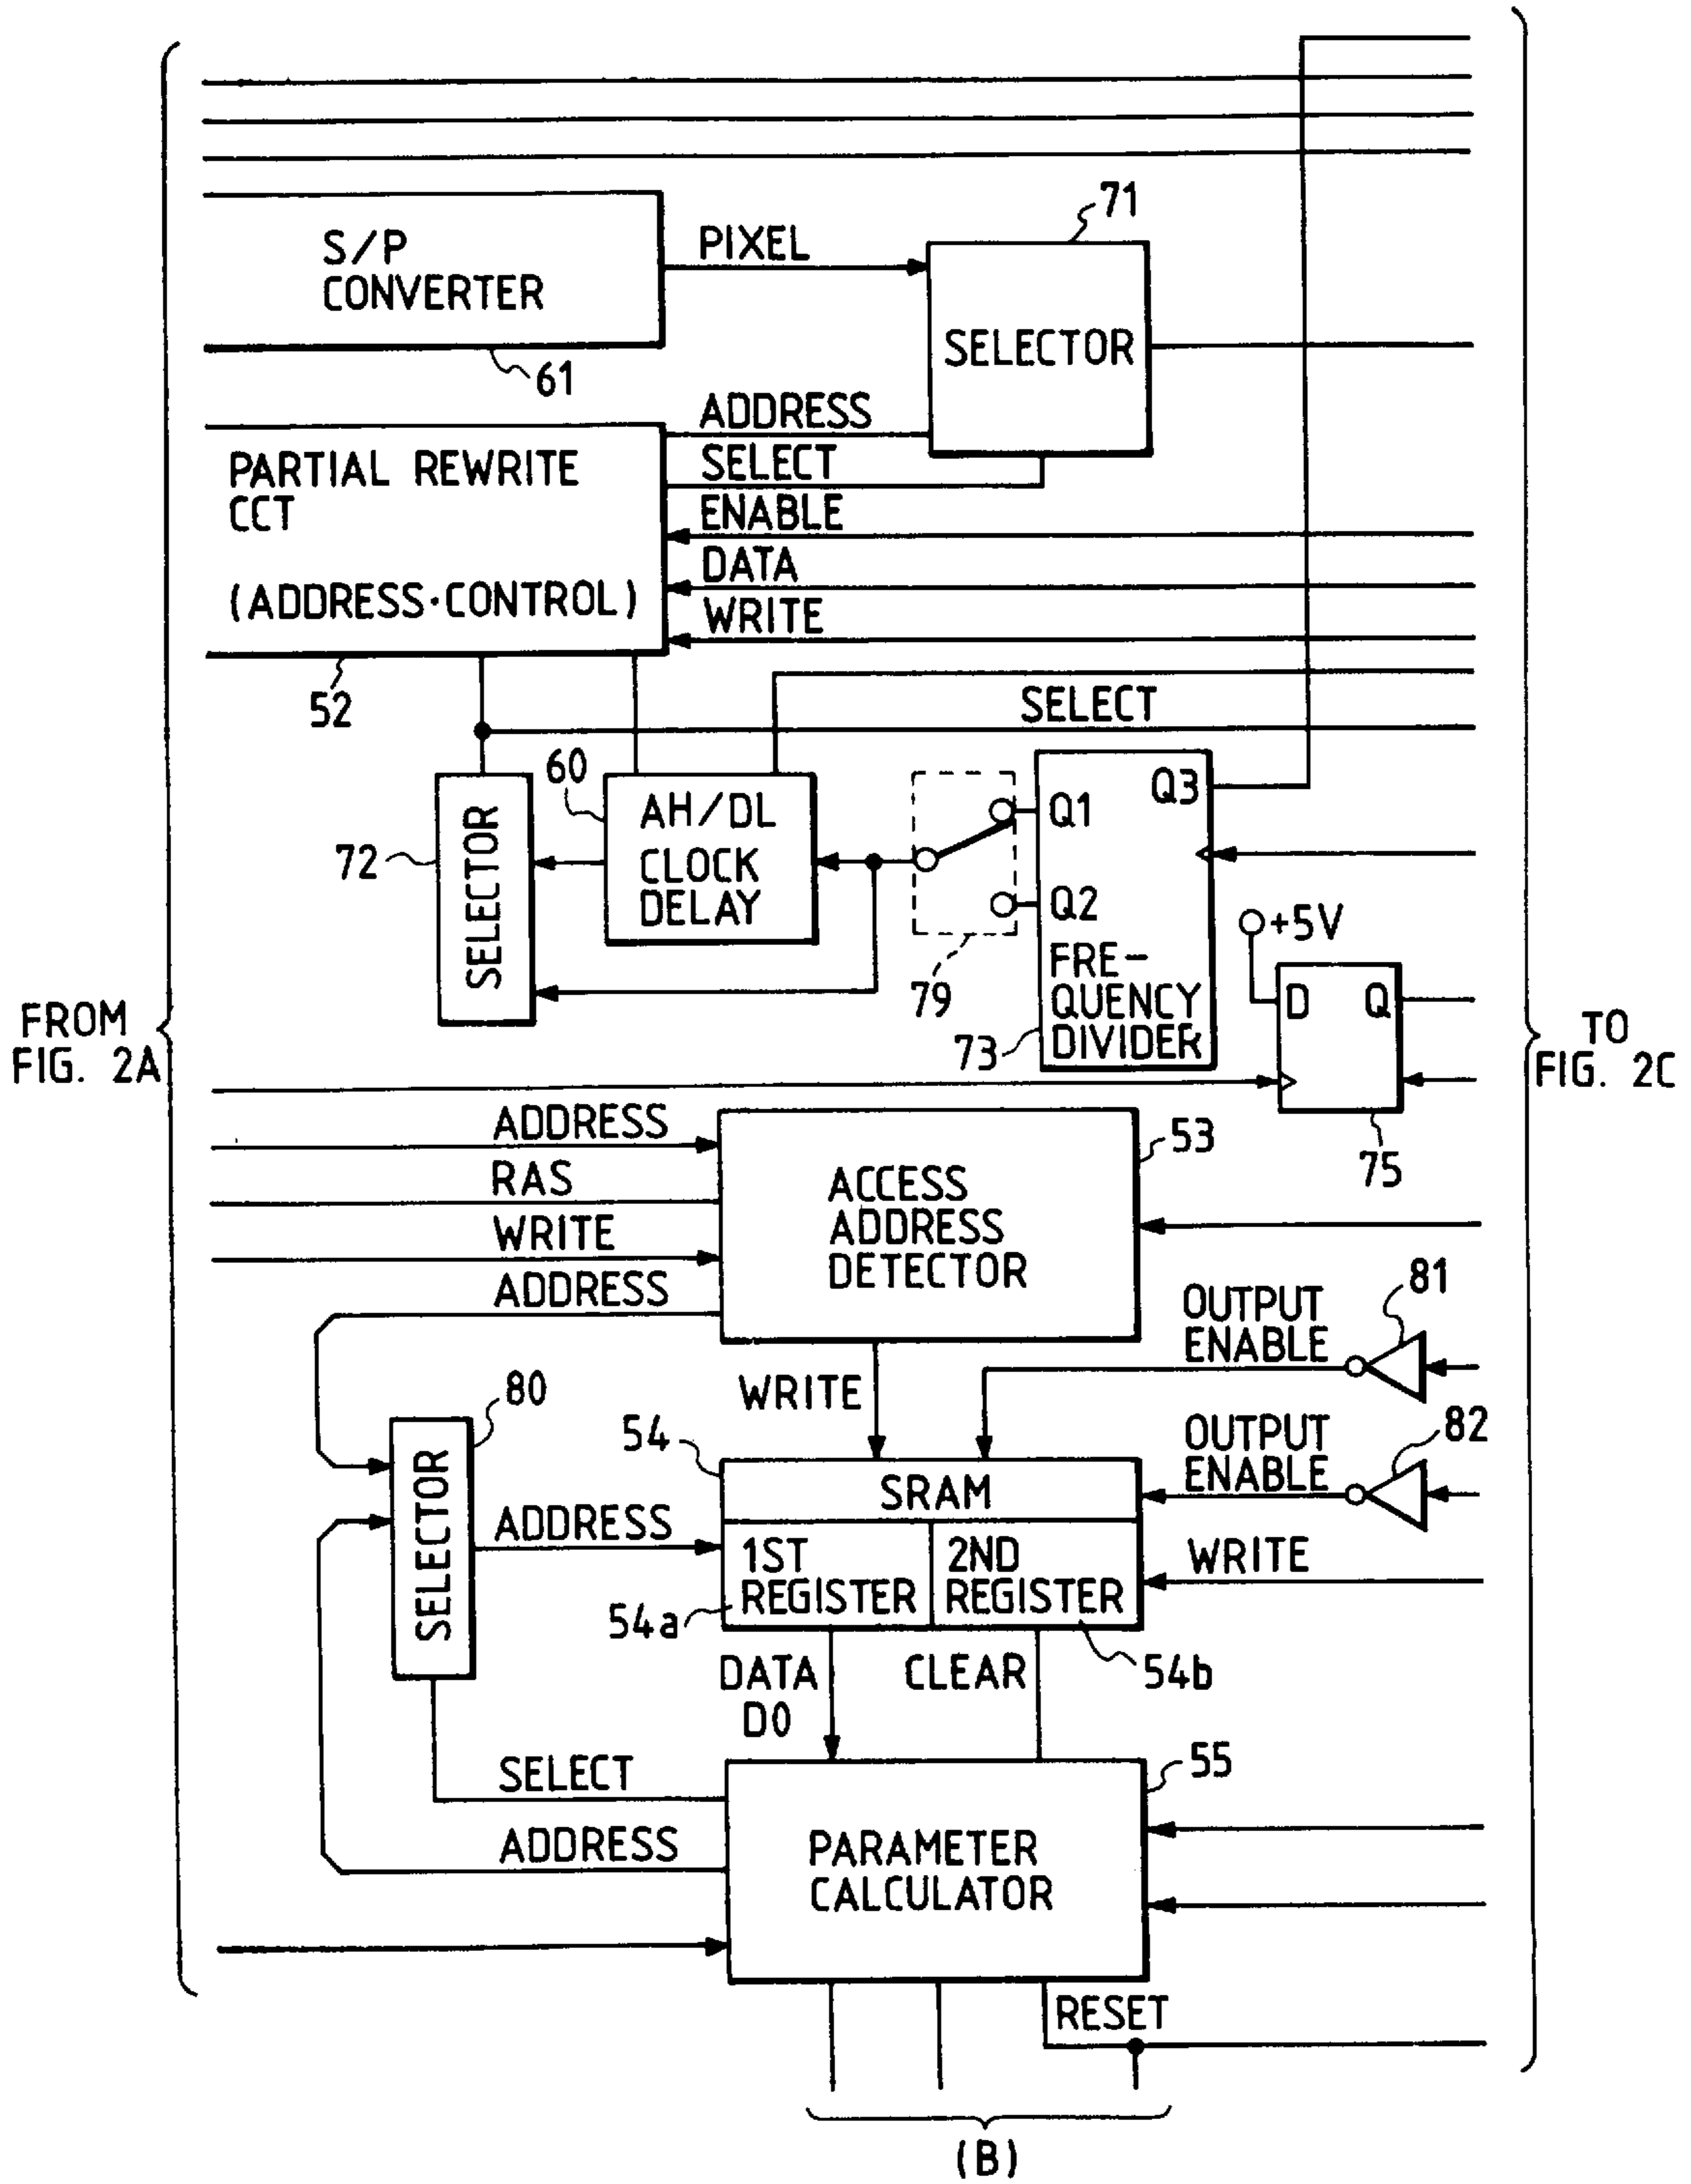 71
S/P
CONVERTER
PIXEL
SELECTOR
61
ADDRESS
SELECT
ENABLE
DATA
WRITE
PARTIAL REWRITE
CCT
(ADDRESS·CONTROL)
52
SELECT
60
AH/DL
CLOCK
DELAY
72
SELECTOR
79
Q1
Q2
Q3
FRE-
QUENCY
DIVIDER
73
+5V
D Q
75
FROM
FIG. 2A
TO
FIG. 2C
ADDRESS
RAS
WRITE
ADDRESS
53
ACCESS
ADDRESS
DETECTOR
81
OUTPUT
ENABLE
WRITE
80
SELECTOR
54
82
OUTPUT
ENABLE
SRAM
ADDRESS
1ST
REGISTER
2ND
REGISTER
WRITE
54a
54b
DATA
D0
CLEAR
55
SELECT
ADDRESS
PARAMETER
CALCULATOR
RESET
(B)